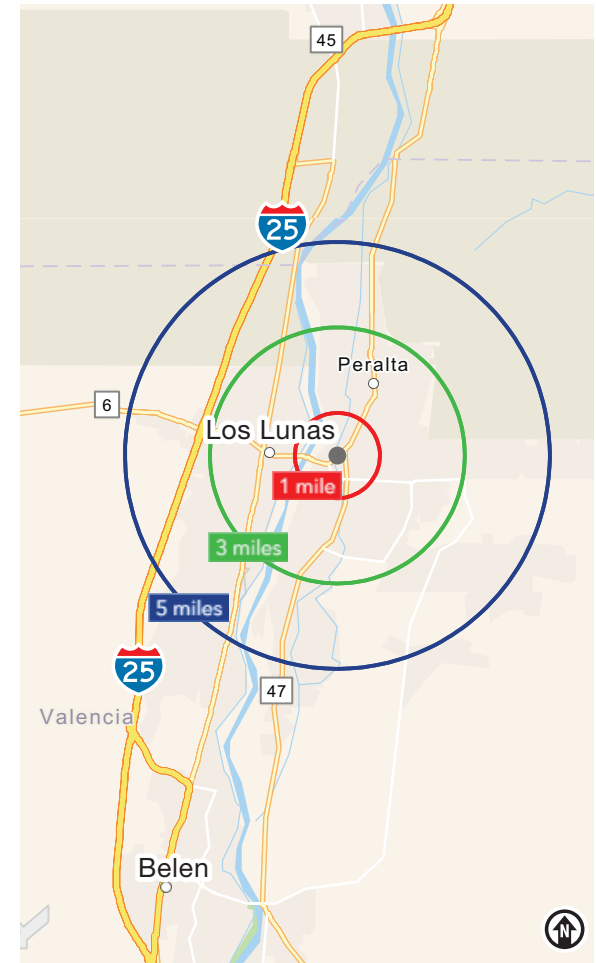 45
25
Peralta
6
Los Lunas
1 mile
3 miles
5 miles
25
47
Valencia
Belen
N